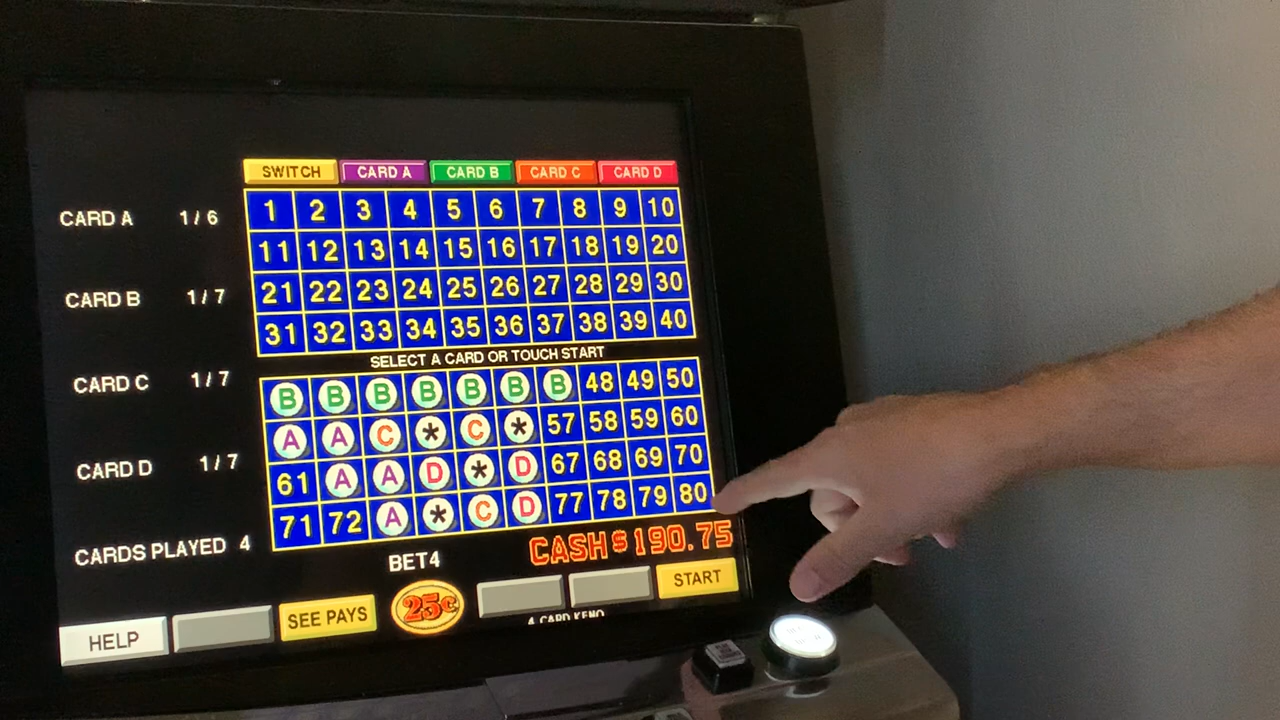 SWITCH CARD A CARD B CARD C CARD D
CARD A 1/6
1 2 3 4 5 6 7 8 9 10
11 12 13 14 15 16 17 18 19 20
CARD B 1/7
21 22 23 24 25 26 27 28 29 30
31 32 33 34 35 36 37 38 39 40
SELECT A CARD OR TOUCH START
CARD C 1/7
B B B B B B B 48 49 50
A A C * C * 57 58 59 60
CARD D 1/7
61 A A D * D 67 68 69 70
71 72 A * C D 77 78 79 80
CARDS PLAYED 4
BET4
CASH $190.75
HELP
SEE PAYS
25¢
START
4 CARD KENO